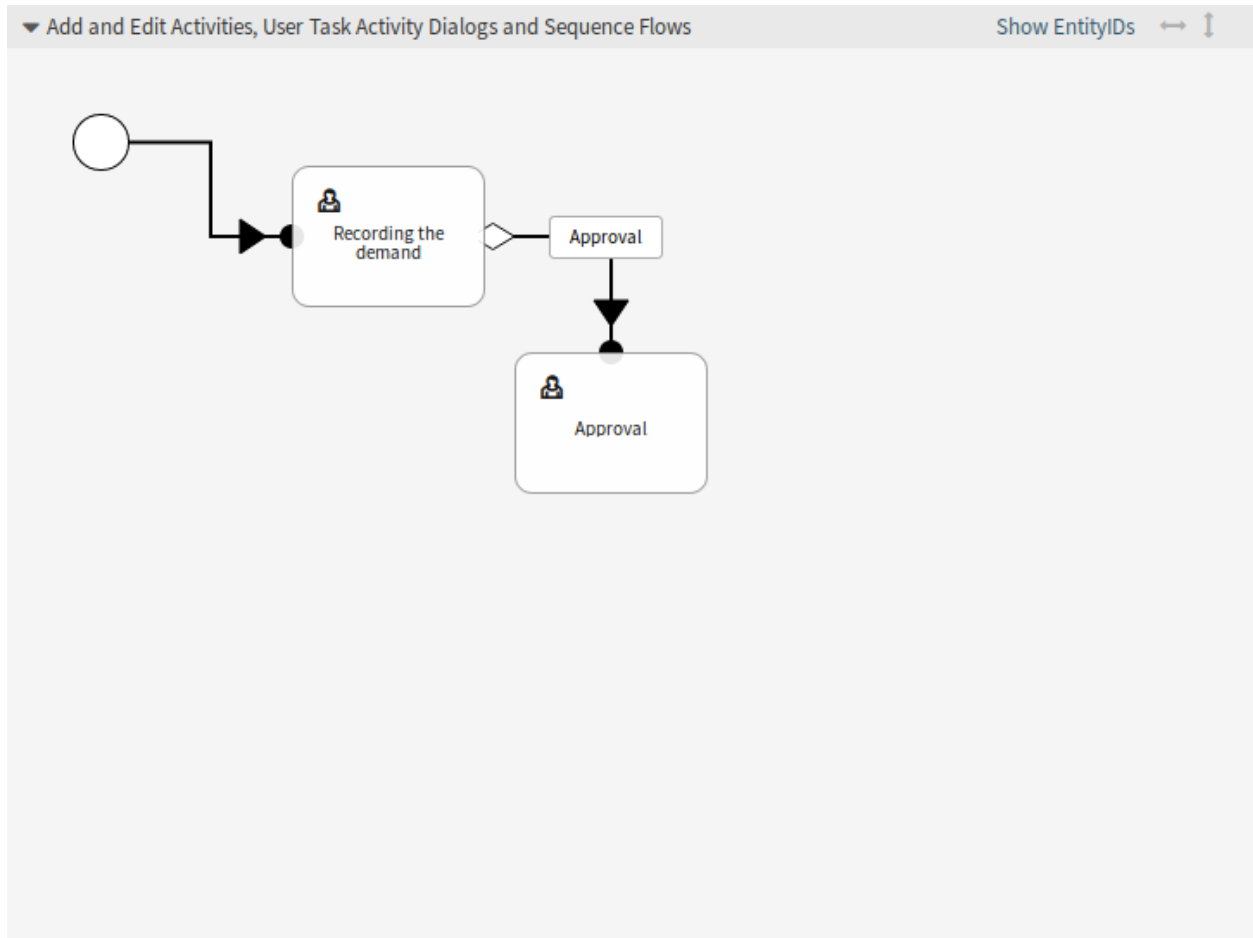 Add and Edit Activities, User Task Activity Dialogs and Sequence Flows
Show EntityIDs
Recording the
demand
Approval
Approval